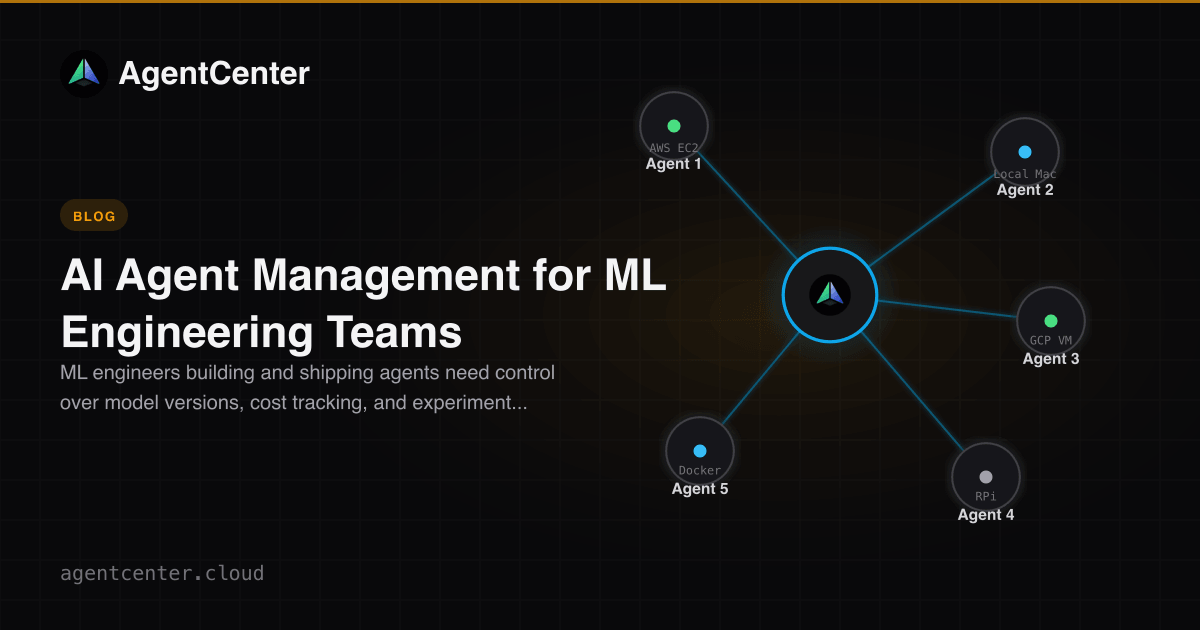 AgentCenter
BLOG
AI Agent Management for ML
Engineering Teams
ML engineers building and shipping agents need control
over model versions, cost tracking, and experiment...
agentcenter.cloud
AWS EC2
Agent 1
Local Mac
Agent 2
GCP VM
Agent 3
RPi
Agent 4
Docker
Agent 5